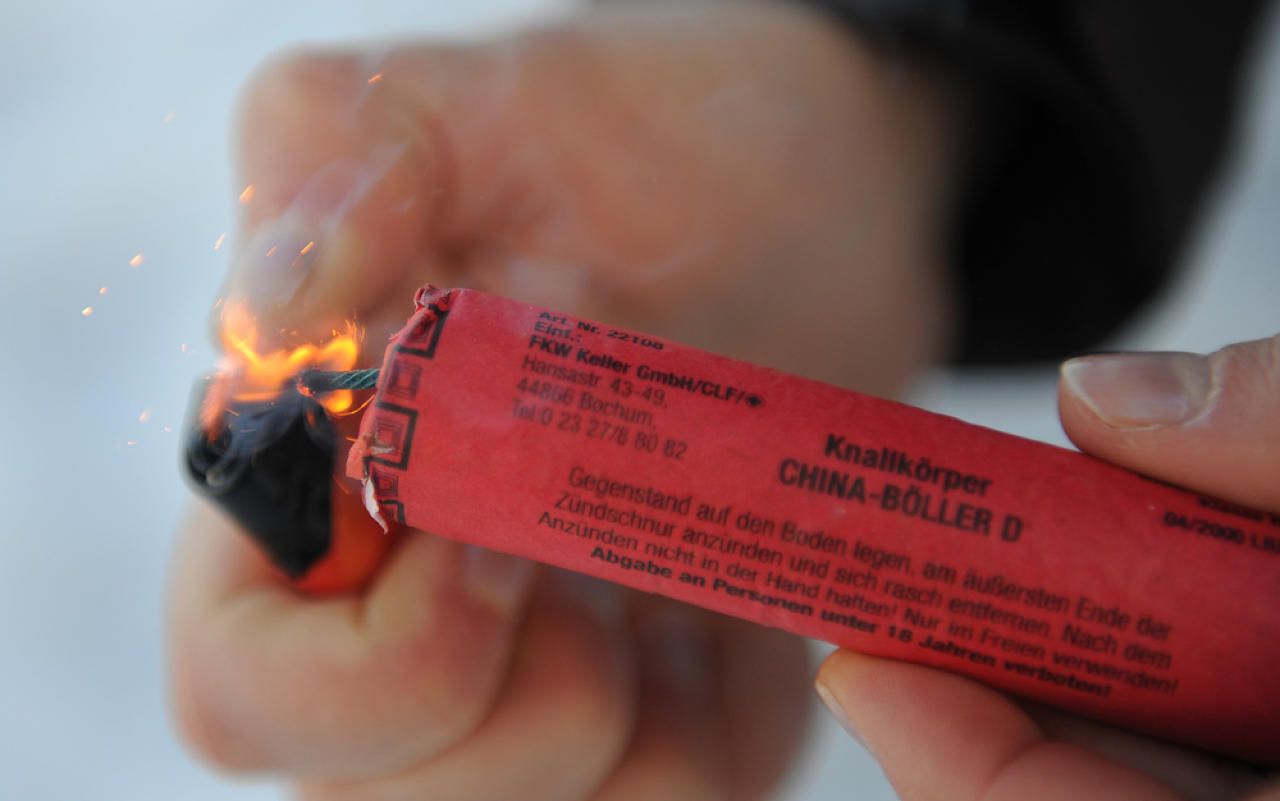 Art. Nr. 22108
Einf.:
FKW Keller GmbH/CLF/
Hansastr. 43-49,
44866 Bochum,
Tel:0 23 27/8 80 82
Knallkörper
CHINA-BÖLLER D
Gegenstand auf den Boden legen, am äußersten Ende der
Zündschnur anzünden und sich rasch entfernen. Nach dem
Anzünden nicht in der Hand halten! Nur im Freien verwenden!
Abgabe an Personen unter 18 Jahren verboten!
04/2000